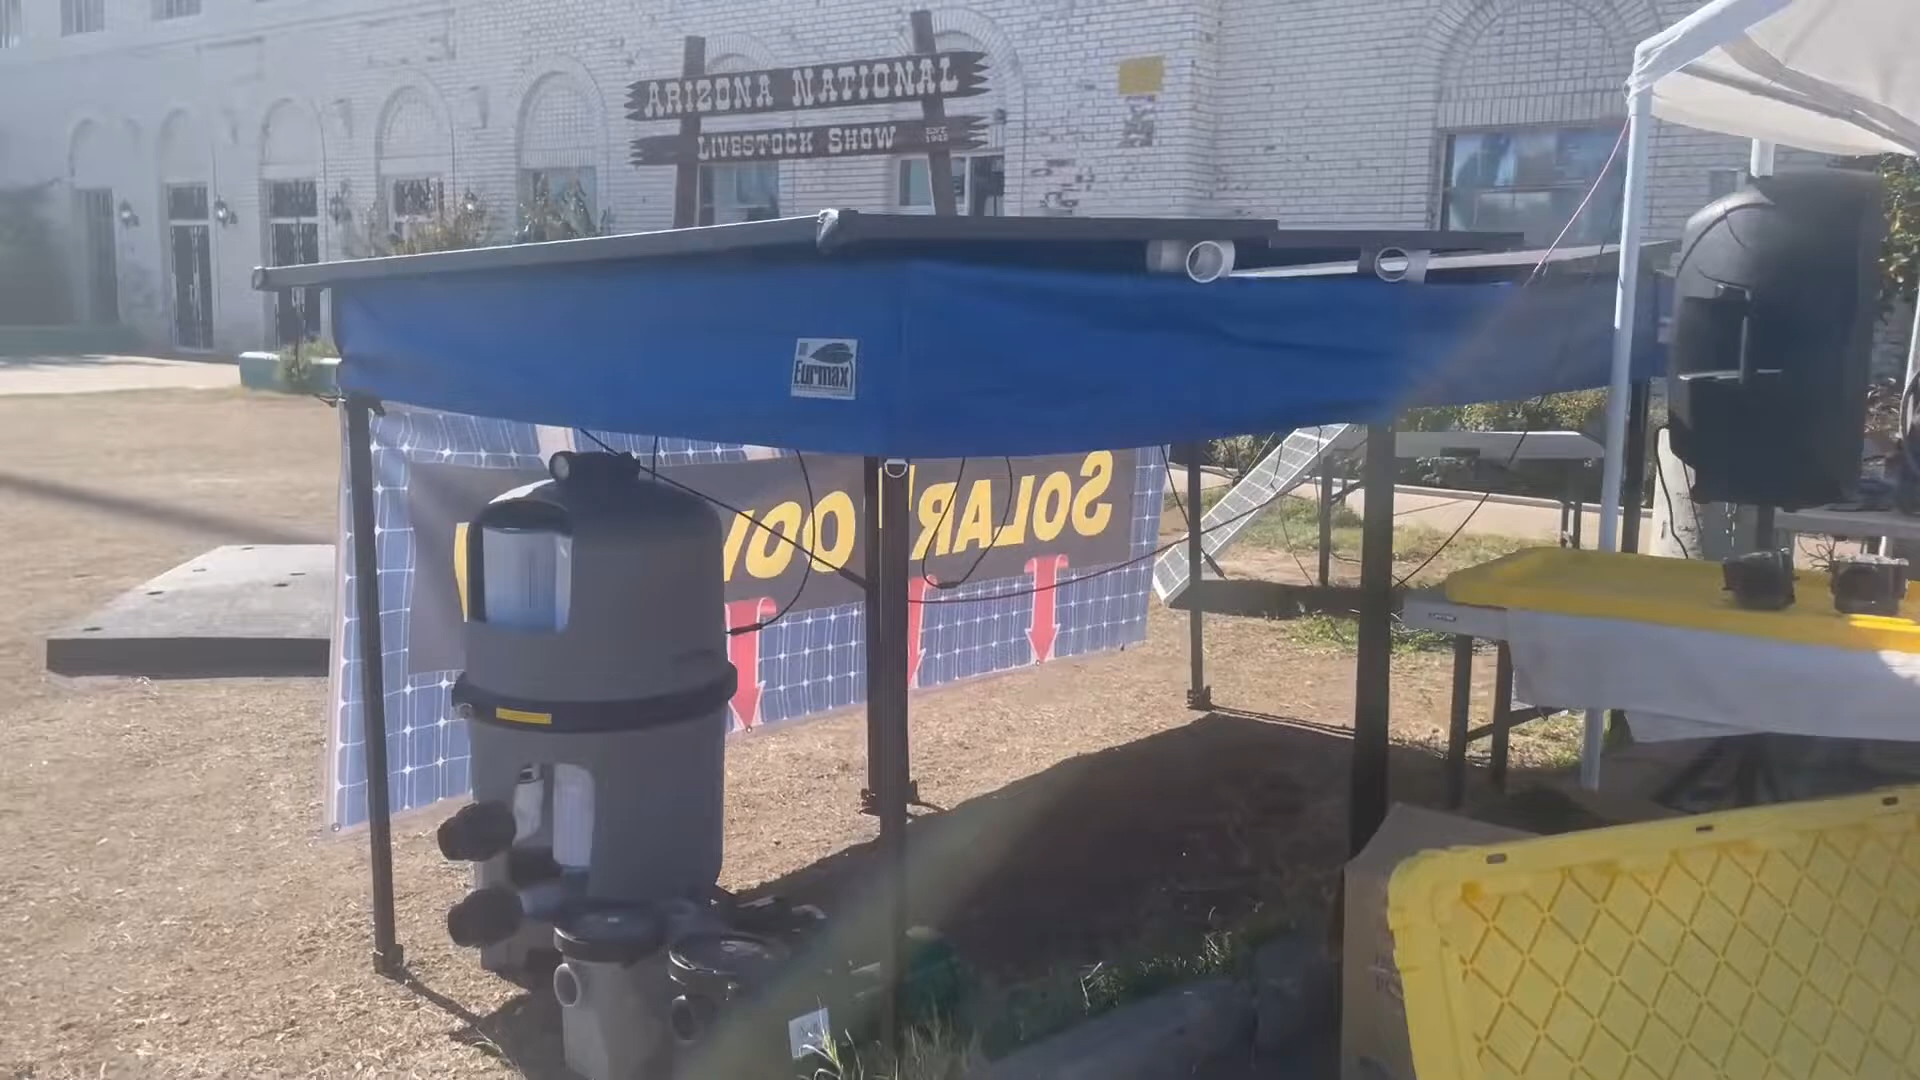 ARIZONA NATIONAL
LIVESTOCK SHOW
EST
Eurmax
SOLAR